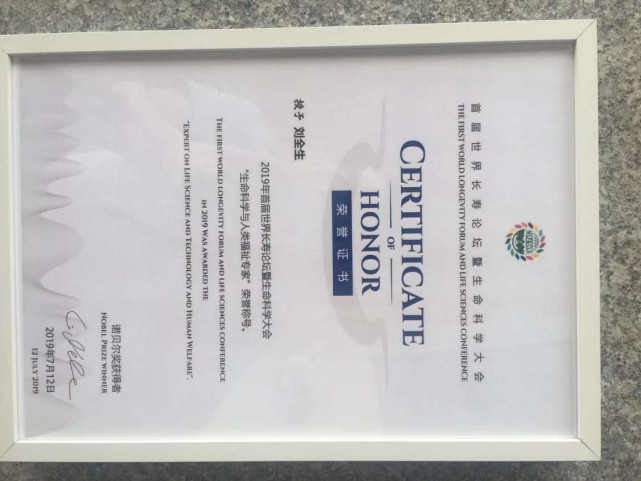 首届世界长寿论坛暨生命科学大会
THE FIRST WORLD LONGEVITY FORUM AND LIFE SCIENCES CONFERENCE
CERTIFICATE
OF
HONOR
荣誉证书
授予 刘全生
2019年首届世界长寿论坛暨生命科学大会
"生命科学与人类福祉专家" 荣誉称号。
THE FIRST WORLD LONGEVITY FORUM AND LIFE SCIENCES CONFERENCE
IN 2019 WAS AWARDED THE
"EXPERT ON LIFE SCIENCE AND TECHNOLOGY AND HUMAN WELFARE".
诺贝尔奖获得者
NOBEL PRIZE WINNER
2019年7月12日
12 JULY 2019